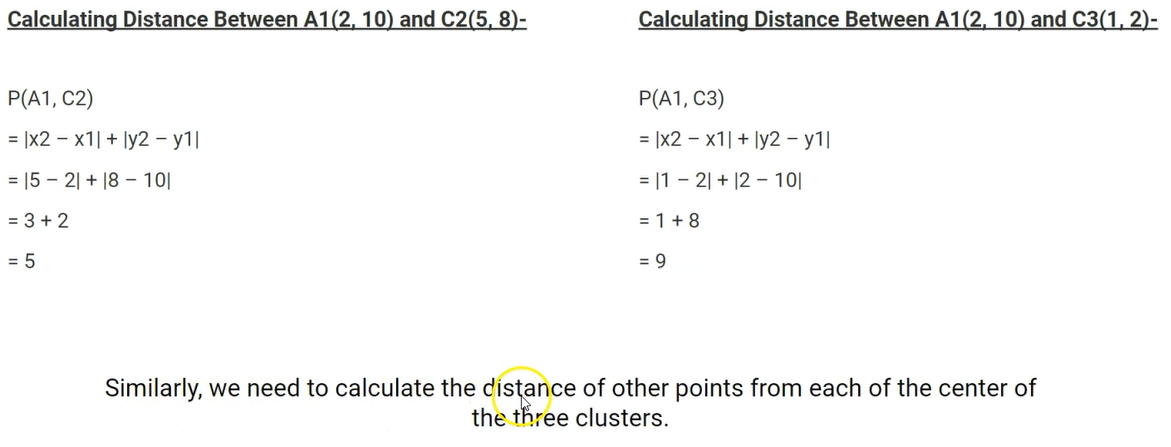 Calculating Distance Between A1(2, 10) and C2(5, 8)-
P(A1, C2)
= |x2 – x1| + |y2 – y1|
= |5 – 2| + |8 – 10|
= 3 + 2
= 5
Calculating Distance Between A1(2, 10) and C3(1, 2)-
P(A1, C3)
= |x2 – x1| + |y2 – y1|
= |1 – 2| + |2 – 10|
= 1 + 8
= 9
Similarly, we need to calculate the distance of other points from each of the center of
the three clusters.